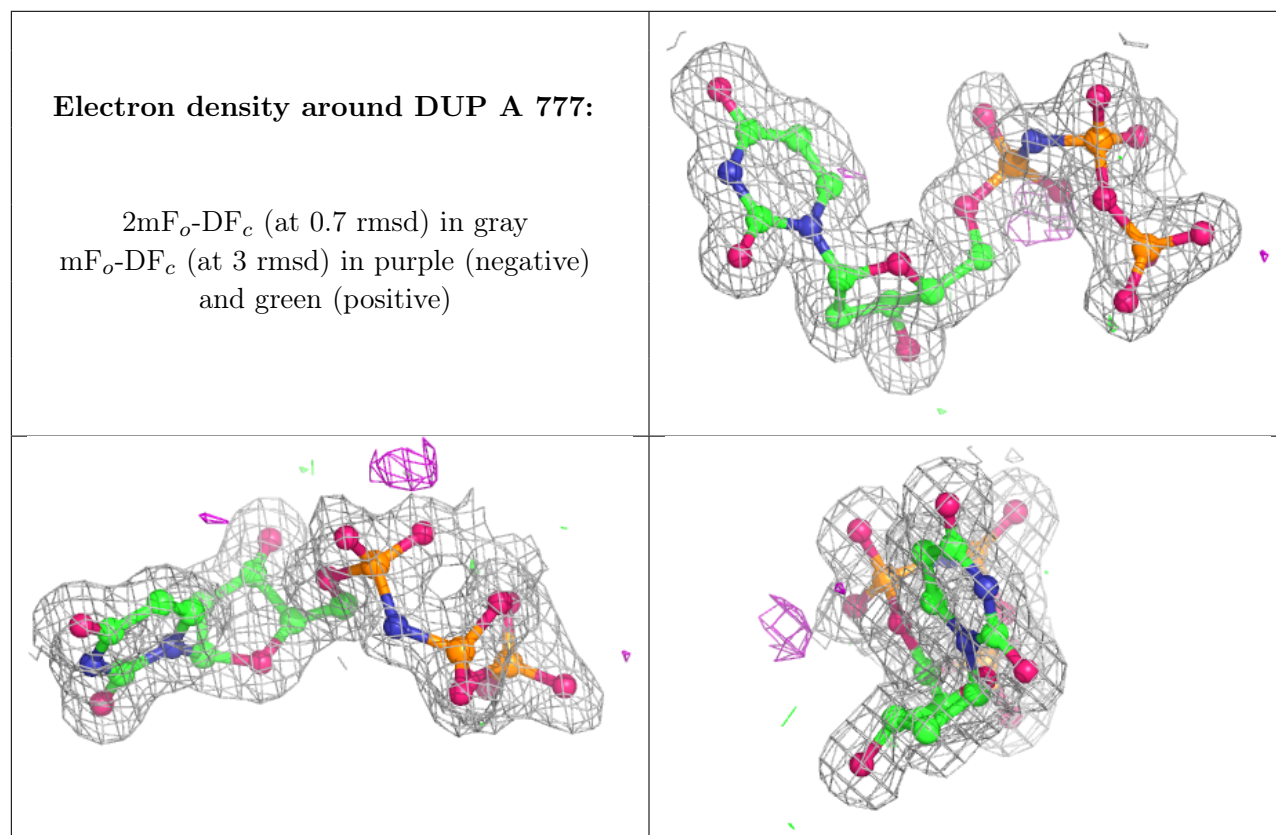 Electron density around DUP A 777:
2mFo-DFc (at 0.7 rmsd) in gray
mFo-DFc (at 3 rmsd) in purple (negative)
and green (positive)